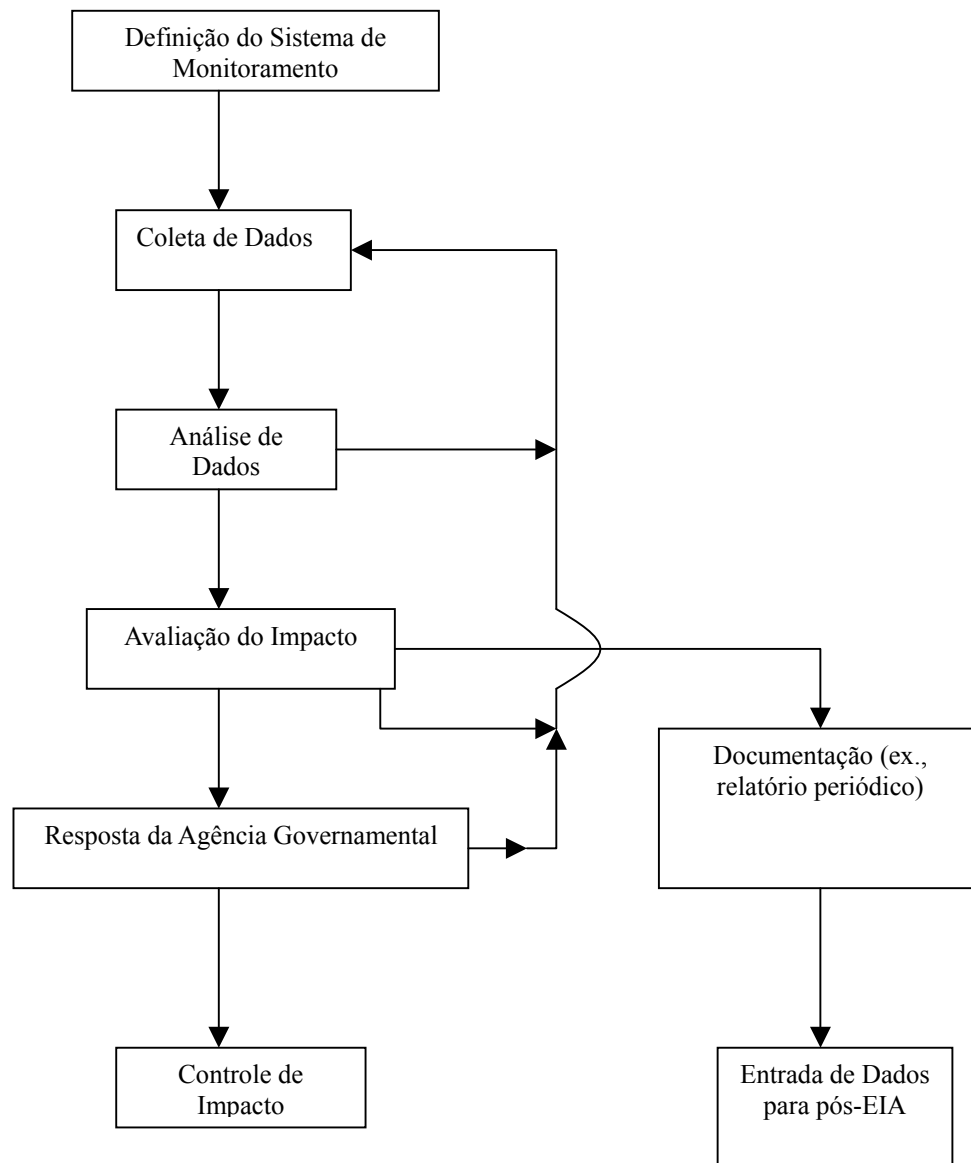 Definição do Sistema de
Monitoramento
Coleta de Dados
Análise de
Dados
Avaliação do Impacto
Documentação (ex.,
relatório periódico)
Resposta da Agência Governamental
Controle de
Impacto
Entrada de Dados
para pós-EIA